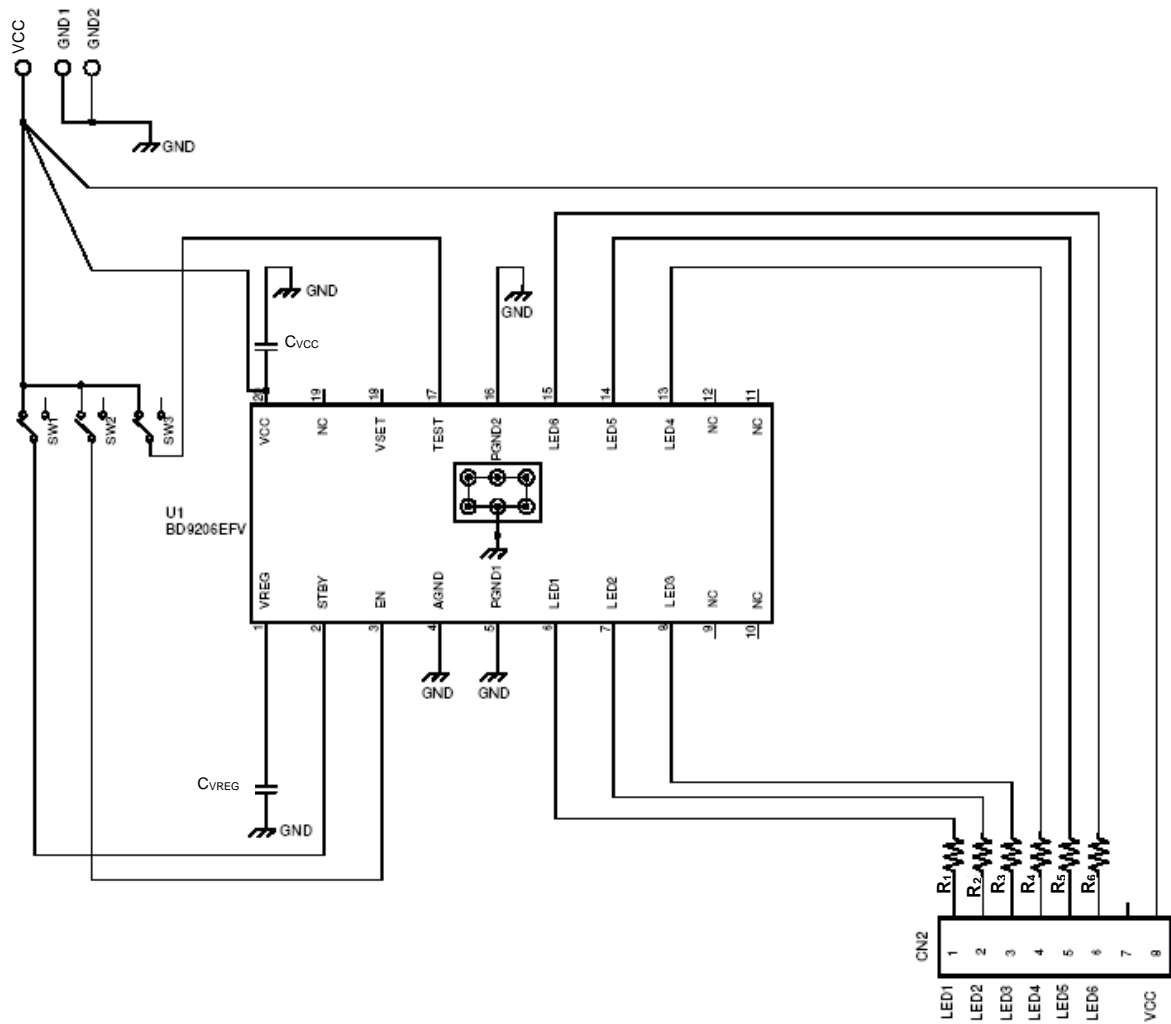 VCC
GND1
GND2
GND
GND
GND
CVCC
SW1
SW2
SW3
20
19
18
17
16
15
14
13
12
11
VCC
NC
VSET
TEST
PGND2
LED6
LED5
LED4
NC
NC
U1
BD9206EFV
VREG
STBY
EN
AGND
PGND1
LED1
LED2
LED3
NC
NC
1
2
3
4
5
6
7
8
9
10
GND
GND
CVREG
GND
R1
R2
R3
R4
R5
R6
CN2
1
2
3
4
5
6
7
8
LED1
LED2
LED3
LED4
LED5
LED6
VCC